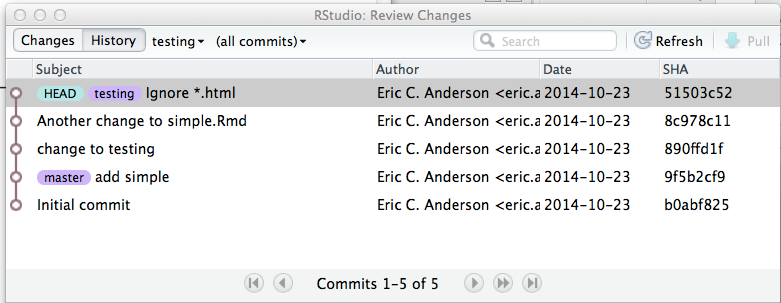 RStudio: Review Changes
Changes History testing (all commits) Search Refresh Pull
Subject Author Date SHA
HEAD testing Ignore *.html Eric C. Anderson <eric.a 2014-10-23 51503c52
Another change to simple.Rmd Eric C. Anderson <eric.a 2014-10-23 8c978c11
change to testing Eric C. Anderson <eric.a 2014-10-23 890ffd1f
master add simple Eric C. Anderson <eric.a 2014-10-23 9f5b2cf9
Initial commit Eric C. Anderson <eric.a 2014-10-23 b0abf825
Commits 1-5 of 5